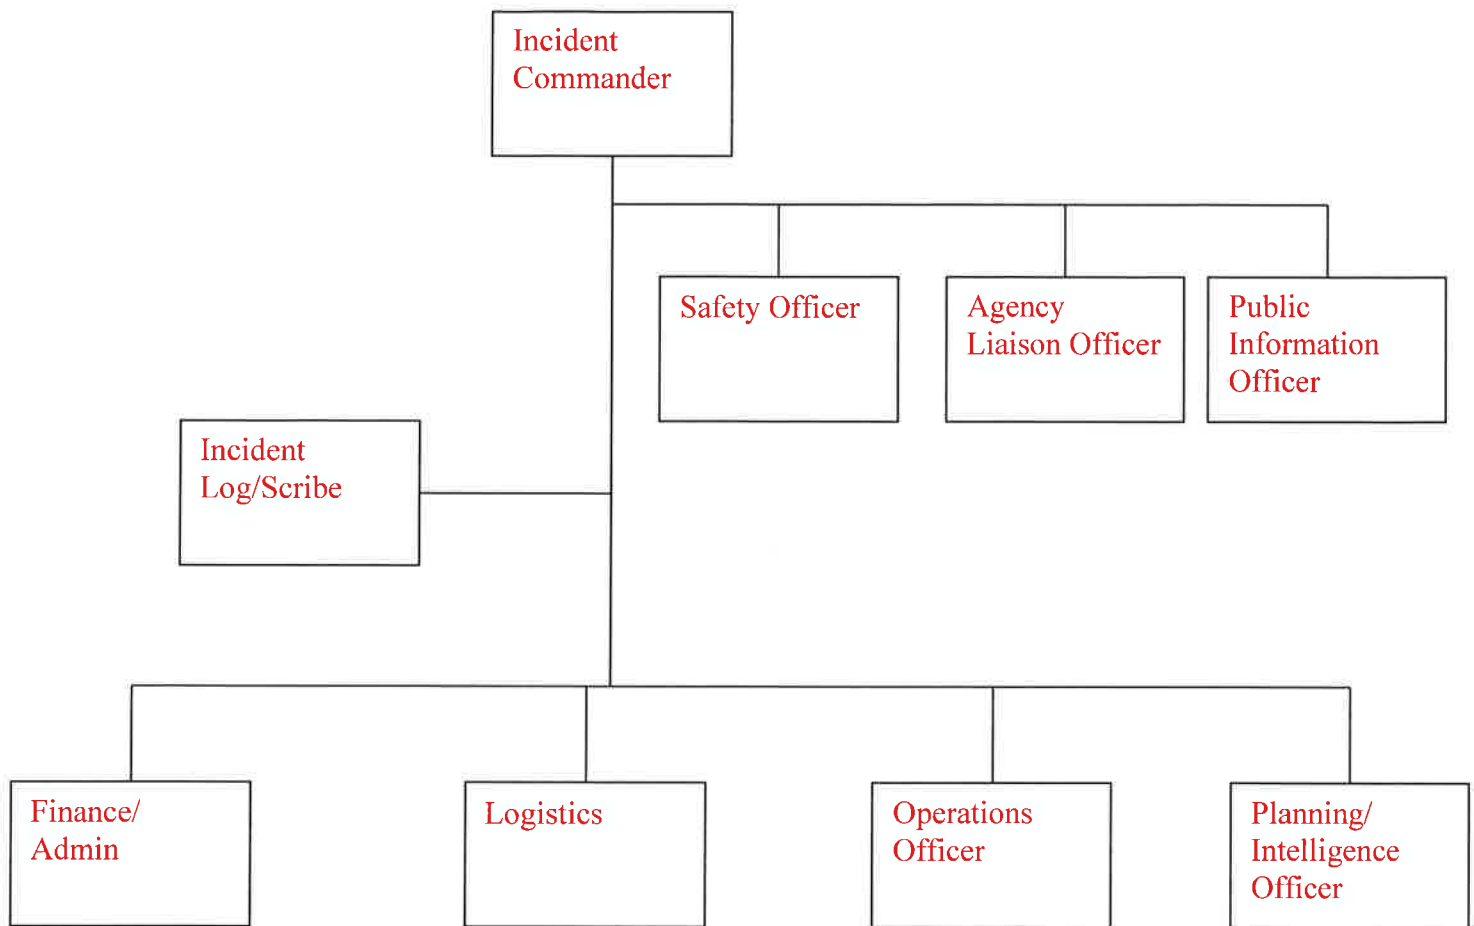 Incident
Commander
Safety Officer
Agency
Liaison Officer
Public
Information
Officer
Incident
Log/Scribe
Finance/
Admin
Logistics
Operations
Officer
Planning/
Intelligence
Officer